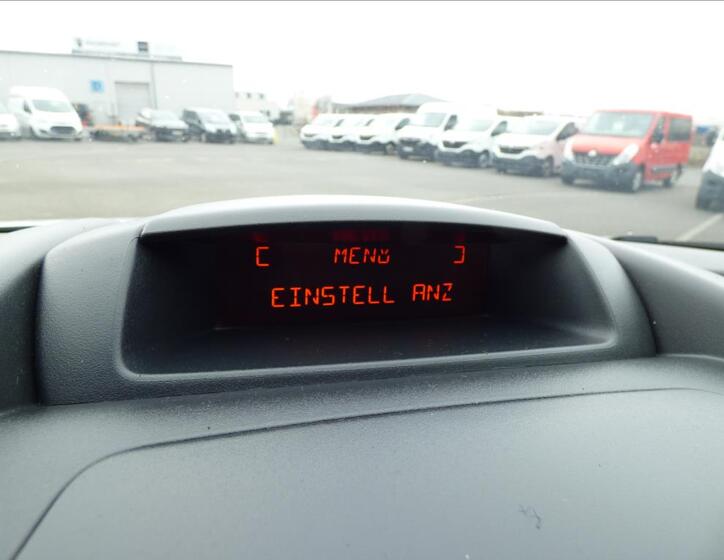 [ MENÜ ]
EINSTELL ANZ